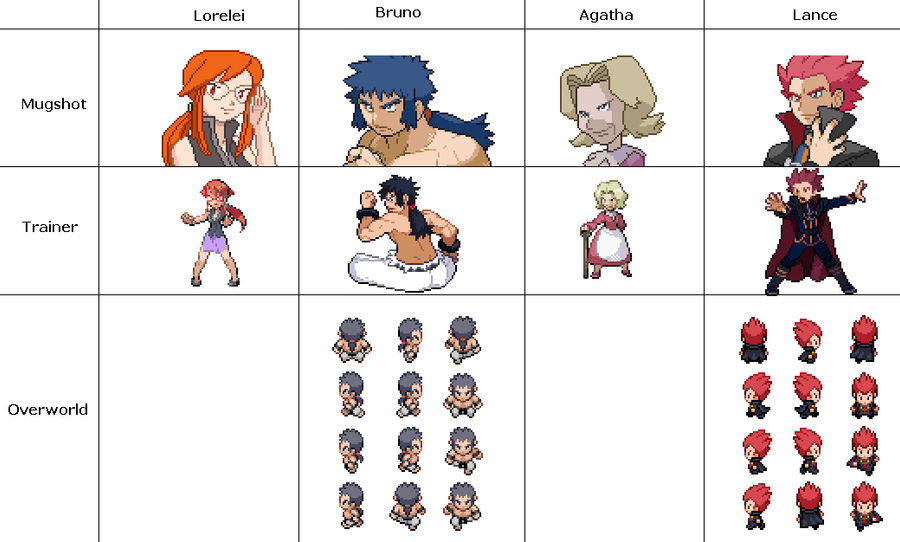 Lorelei
Bruno
Agatha
Lance
Mugshot
Trainer
Overworld